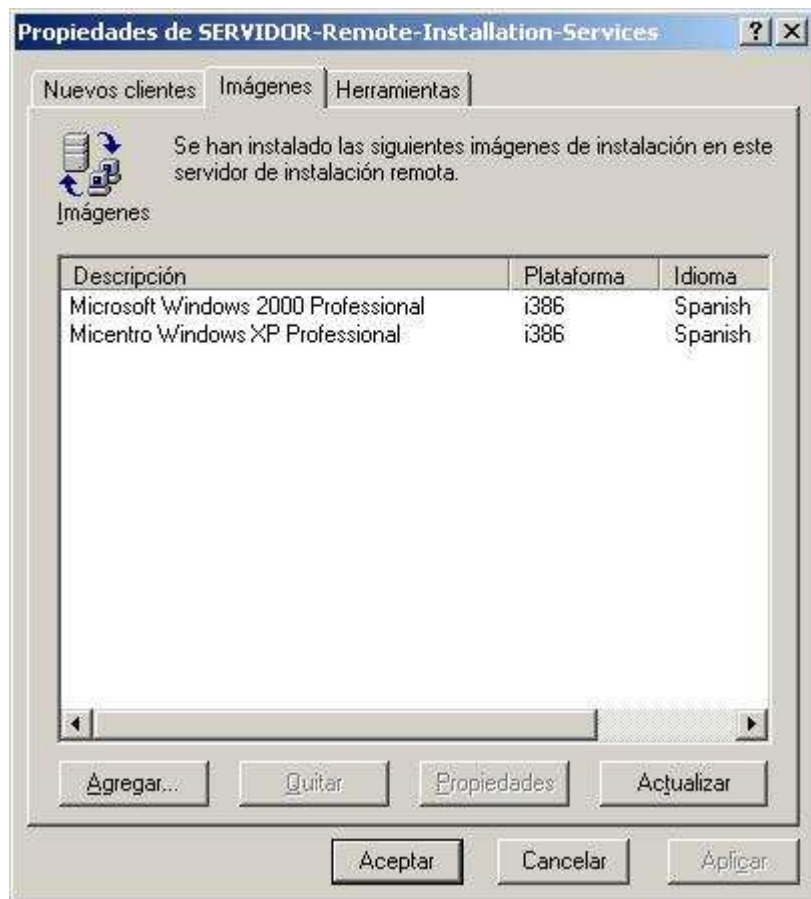 Propiedades de SERVIDOR-Remote-Installation-Services
Nuevos clientes Imágenes Herramientas
Se han instalado las siguientes imágenes de instalación en este
servidor de instalación remota.
Imágenes
Descripción Plataforma Idioma
Microsoft Windows 2000 Professional i386 Spanish
Micentro Windows XP Professional i386 Spanish
Agregar... Quitar Propiedades Actualizar
Aceptar Cancelar Aplicar